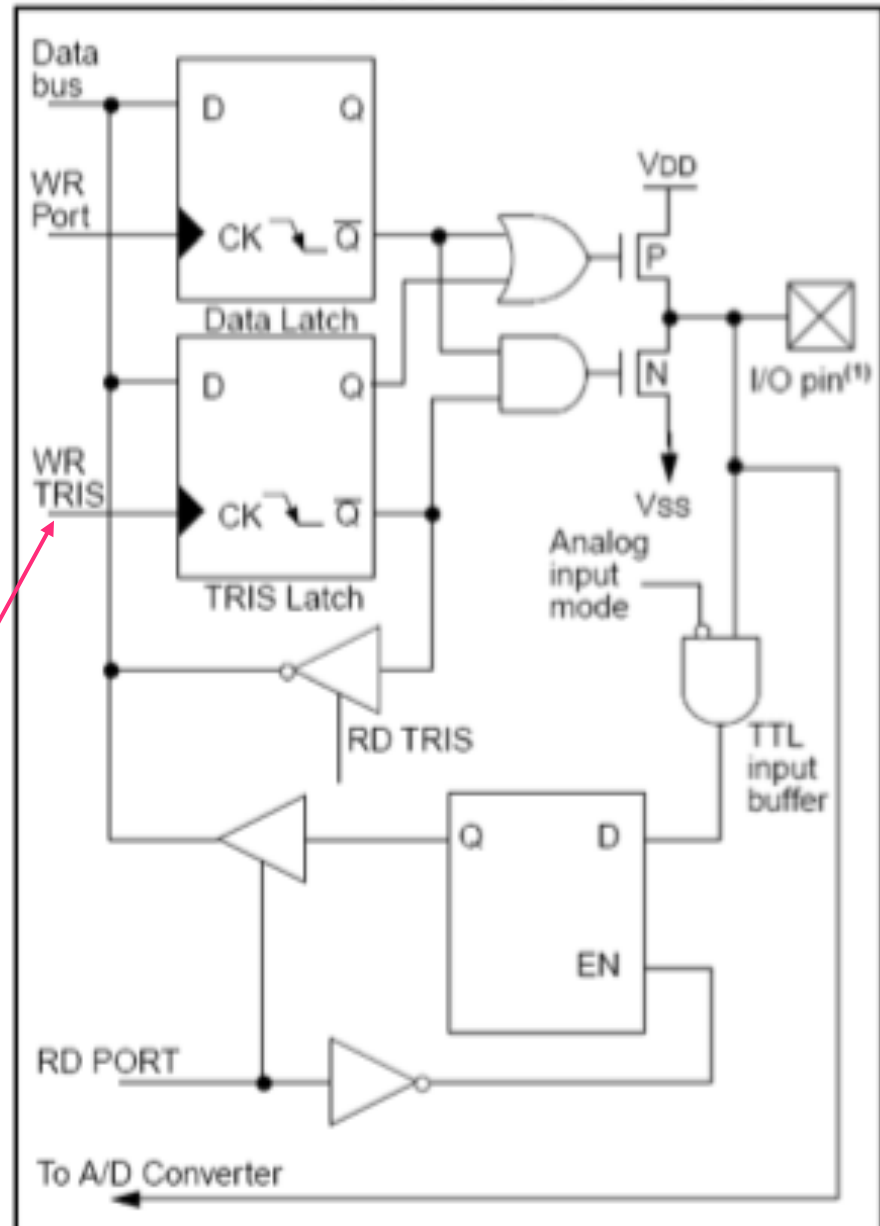 Data
bus
D Q
WR
Port
CK Q̅
Data Latch
VDD
P
N
I/O pin(1)
VSS
D Q
WR
TRIS
CK Q̅
TRIS Latch
Analog
input
mode
RD TRIS
TTL
input
buffer
Q D
EN
RD PORT
To A/D Converter